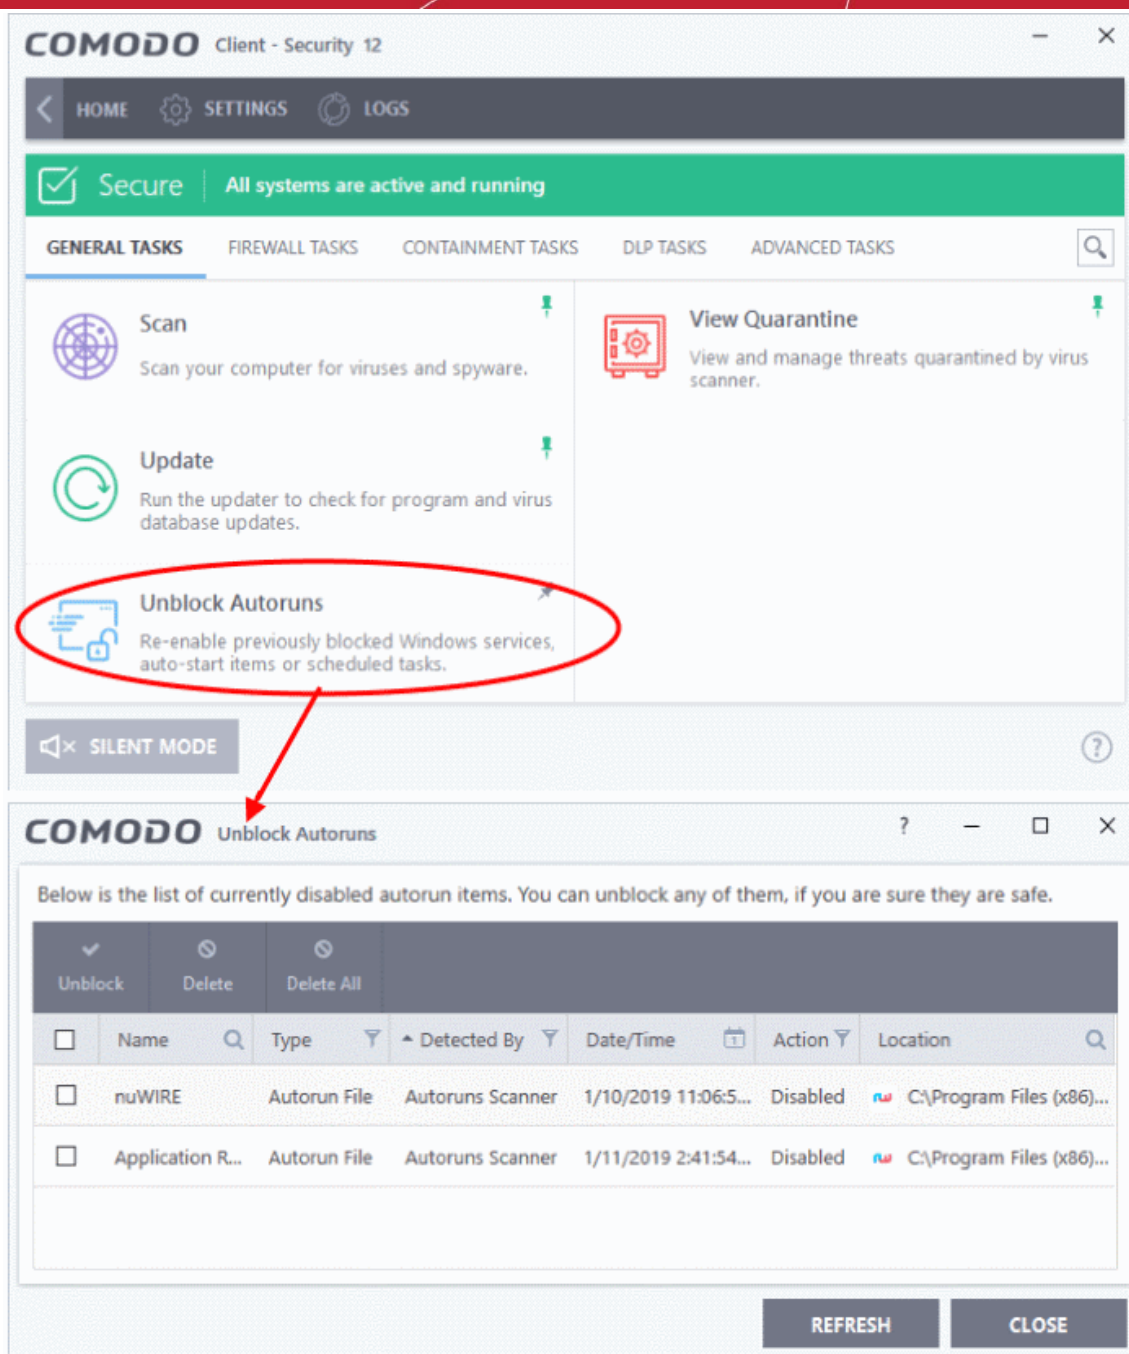 COMODO Client - Security 12
HOME SETTINGS LOGS
Secure All systems are active and running
GENERAL TASKS FIREWALL TASKS CONTAINMENT TASKS DLP TASKS ADVANCED TASKS
Scan
Scan your computer for viruses and spyware.
View Quarantine
View and manage threats quarantined by virus
scanner.
Update
Run the updater to check for program and virus
database updates.
Unblock Autoruns
Re-enable previously blocked Windows services,
auto-start items or scheduled tasks.
SILENT MODE ?
COMODO Unblock Autoruns ?
Below is the list of currently disabled autorun items. You can unblock any of them, if you are sure they are safe.
Unblock Delete Delete All
Name Type Detected By Date/Time 1 Action Location
nuWIRE Autorun File Autoruns Scanner 1/10/2019 11:06:5... Disabled C:\Program Files (x86)...
Application R... Autorun File Autoruns Scanner 1/11/2019 2:41:54... Disabled C:\Program Files (x86)...
REFRESH CLOSE